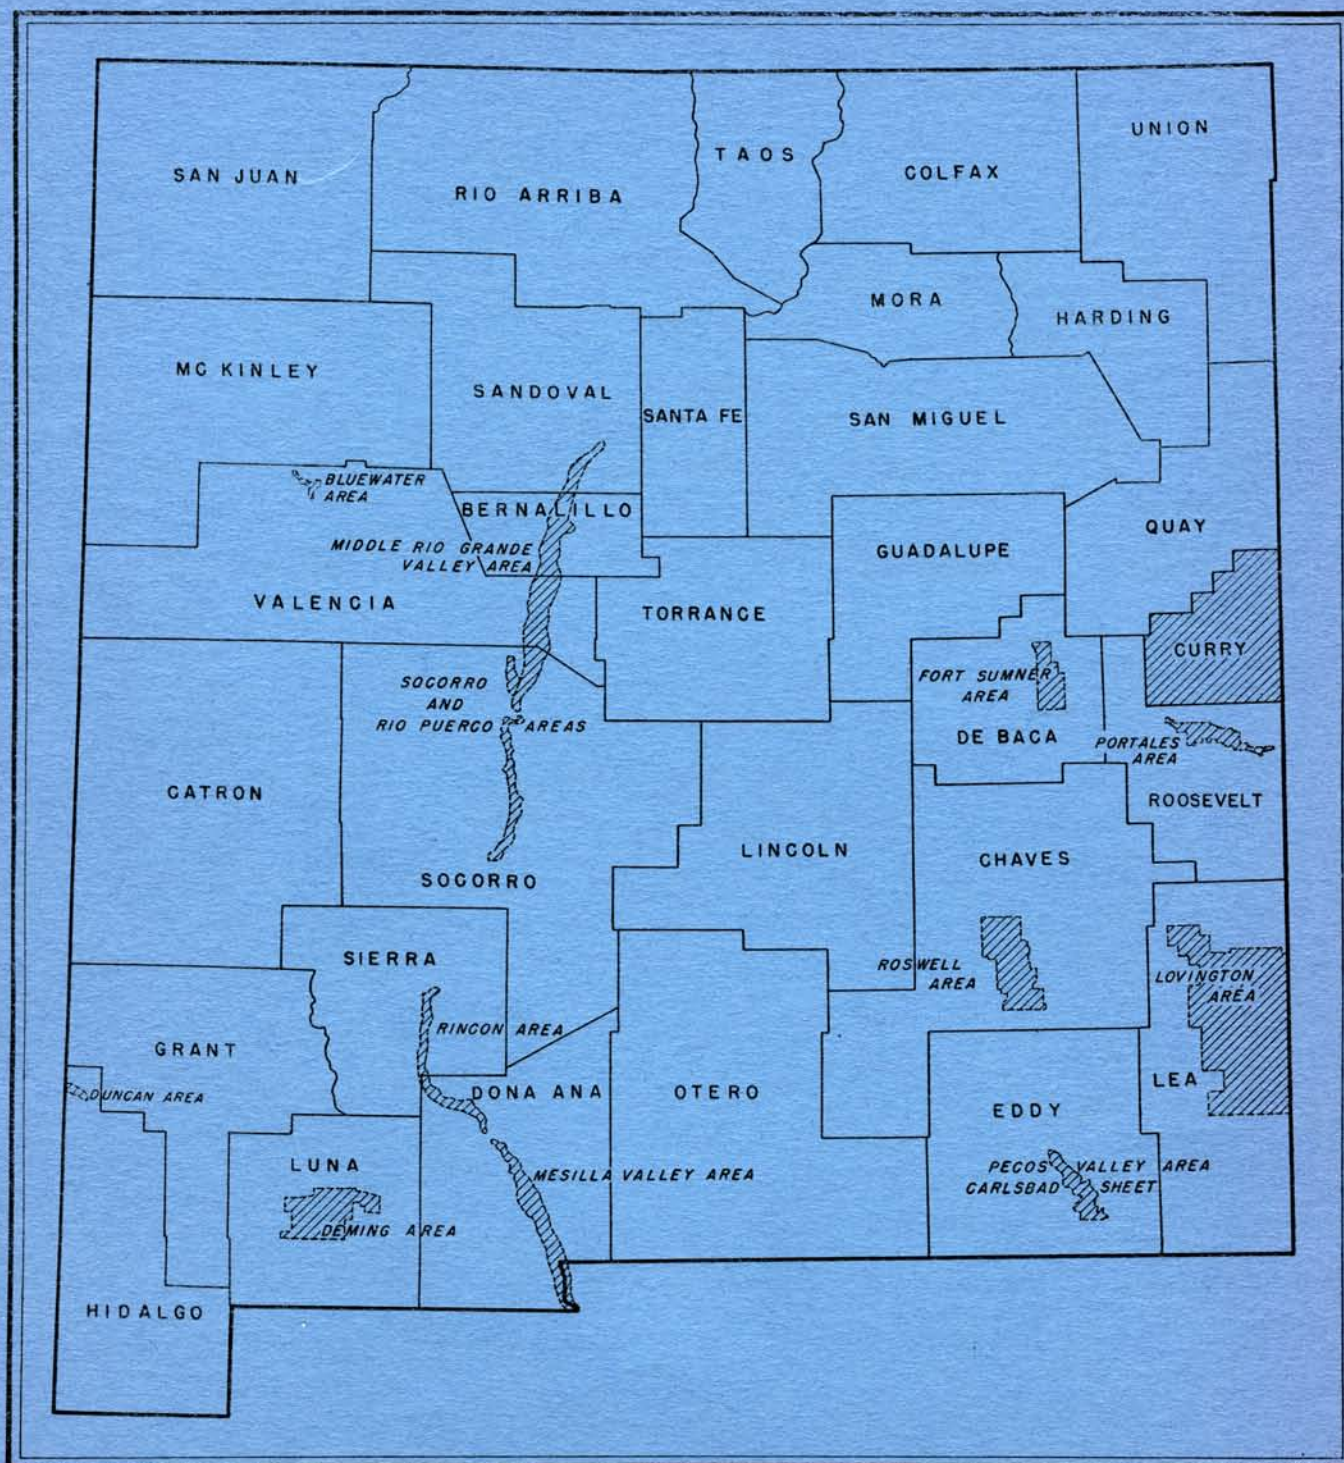 UNION
TAOS
COLFAX
SAN JUAN
RIO ARRIBA
MORA
HARDING
MC KINLEY
SANDOVAL
SANTA FE
SAN MIGUEL
BLUEWATER
AREA
BERNALILLO
QUAY
MIDDLE RIO GRANDE
VALLEY AREA
GUADALUPE
VALENCIA
TORRANCE
CURRY
FORT SUMNER
AREA
SOCORRO
AND
RIO PUERCO AREAS
DE BACA
PORTALES
AREA
CATRON
ROOSEVELT
LINCOLN
CHAVES
SOCORRO
SIERRA
ROSWELL
AREA
LOVINGTON
AREA
RINCON AREA
GRANT
DUNCAN AREA
DONA ANA
OTERO
LEA
EDDY
LUNA
MESILLA VALLEY AREA
PECOS VALLEY AREA
CARLSBAD SHEET
DEMING AREA
HIDALGO